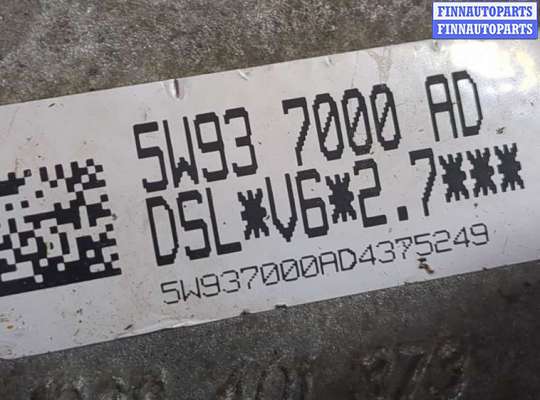 FINNAUTOPARTS
FINNAUTOPARTS
5W93 7000 AD
DSL*V6*2.7***
5W937000AD4375249